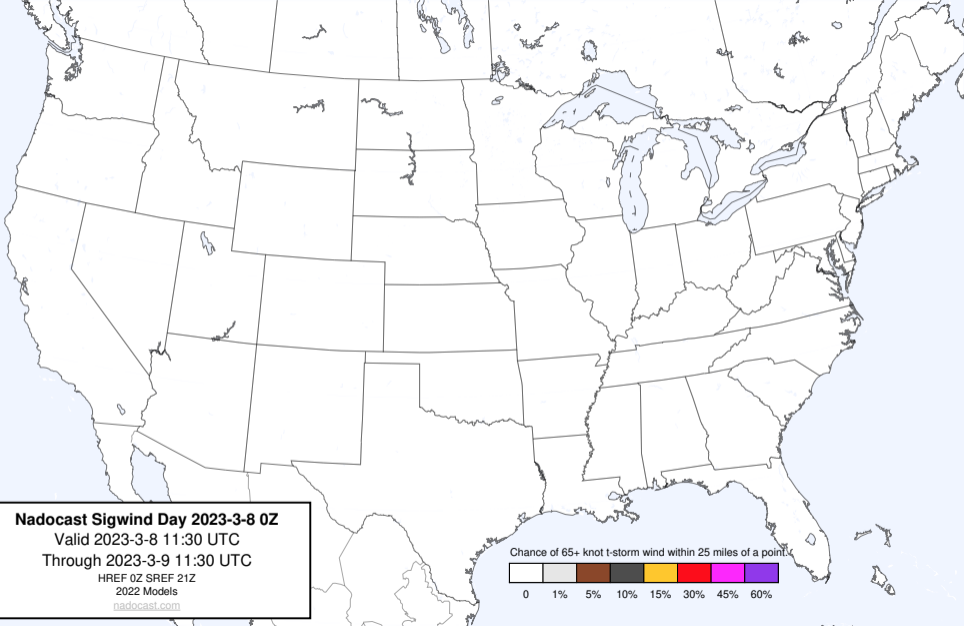 Nadocast Sigwind Day 2023-3-8 0Z
Valid 2023-3-8 11:30 UTC
Through 2023-3-9 11:30 UTC
HREF 0Z SREF 21Z
2022 Models
nadocast.com
Chance of 65+ knot t-storm wind within 25 miles of a point.
0 1% 5% 10% 15% 30% 45% 60%